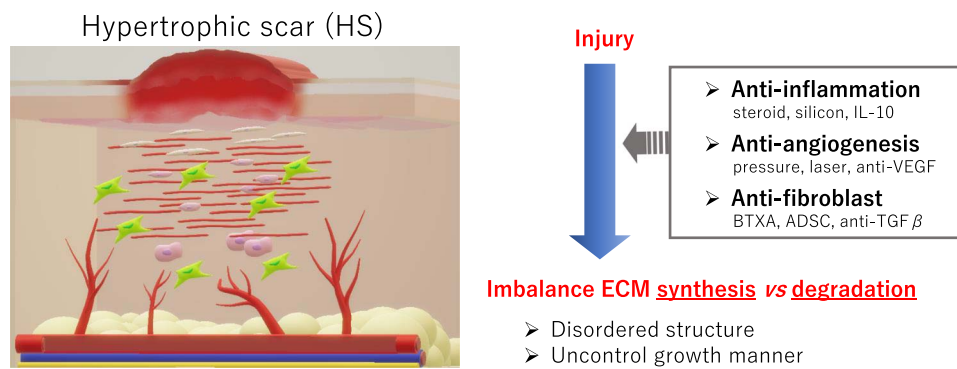 Hypertrophic scar (HS)
Injury
➢ Anti-inflammation
steroid, silicon, IL-10
➢ Anti-angiogenesis
pressure, laser, anti-VEGF
➢ Anti-fibroblast
BTXA, ADSC, anti-TGFβ
Imbalance ECM synthesis vs degradation
➢ Disordered structure
➢ Uncontrol growth manner